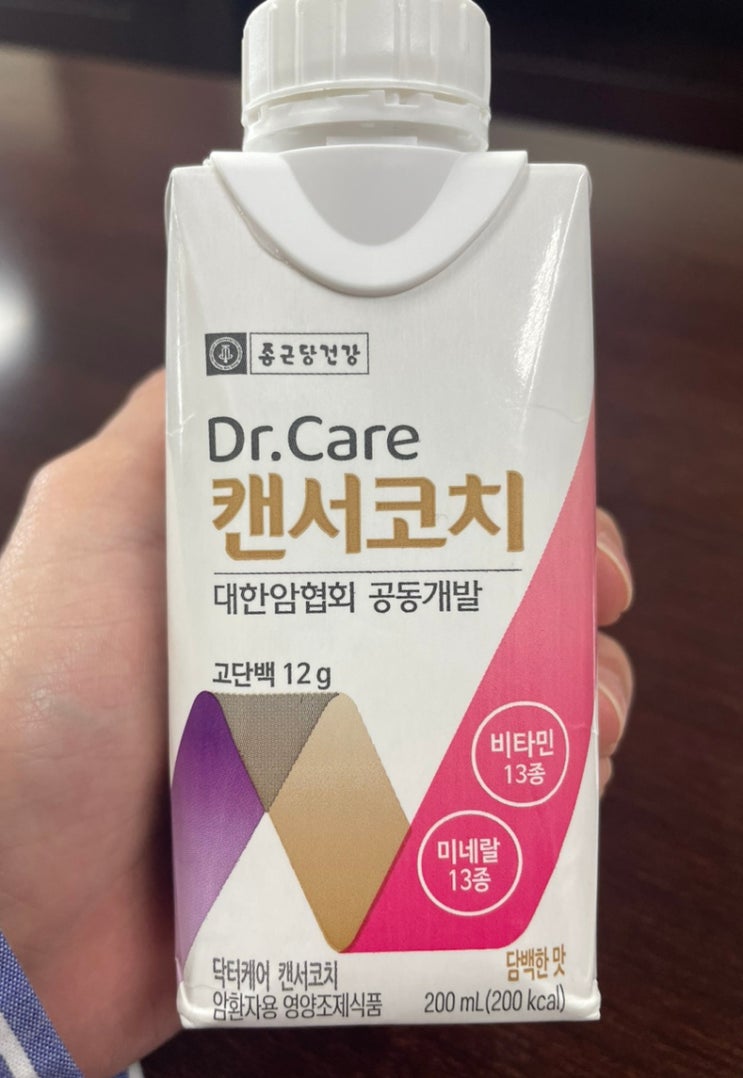 종근당건강
Dr.Care
캔서코치
대한암협회 공동개발
고단백 12 g
비타민
13종
미네랄
13종
담백한 맛
닥터케어 캔서코치
암환자용 영양조제식품
200 mL(200 kcal)